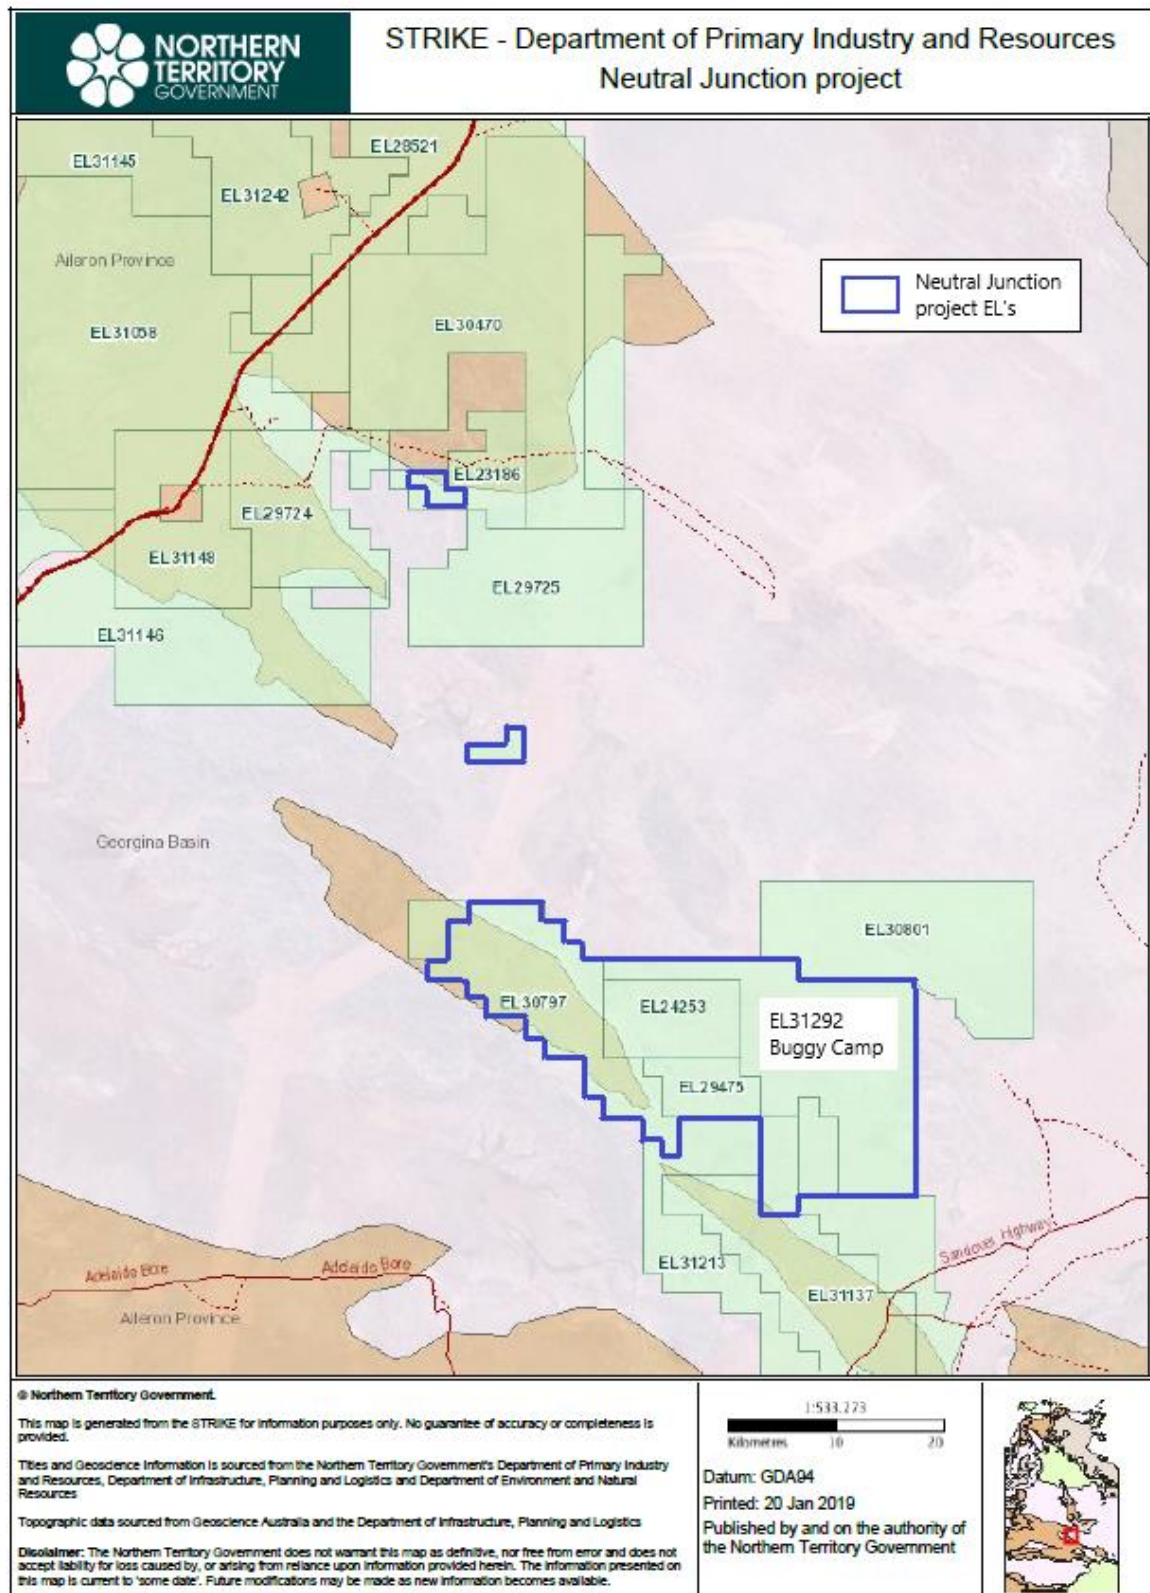 NORTHERN
TERRITORY
GOVERNMENT
STRIKE - Department of Primary Industry and Resources
Neutral Junction project
EL31145
EL28521
EL31242
Aileron Province
Neutral Junction
project EL's
EL31058
EL30470
EL23186
EL29724
EL31148
EL29725
EL31146
Georgina Basin
EL30801
EL30797
EL24253
EL31292
Buggy Camp
EL29475
Sandover Highway
EL31213
Adelaide Bore
Adelaide Bore
EL31137
Aileron Province
© Northern Territory Government.
This map is generated from the STRIKE for information purposes only. No guarantee of accuracy or completeness is
provided.
Titles and Geoscience Information is sourced from the Northern Territory Government's Department of Primary Industry
and Resources, Department of Infrastructure, Planning and Logistics and Department of Environment and Natural
Resources
Topographic data sourced from Geoscience Australia and the Department of Infrastructure, Planning and Logistics
Disclaimer: The Northern Territory Government does not warrant this map as definitive, nor free from error and does not
accept liability for loss caused by, or arising from reliance upon information provided herein. The information presented on
this map is current to 'some date'. Future modifications may be made as new information becomes available.
1:533,273
Kilometres 10 20
Datum: GDA94
Printed: 20 Jan 2019
Published by and on the authority of
the Northern Territory Government